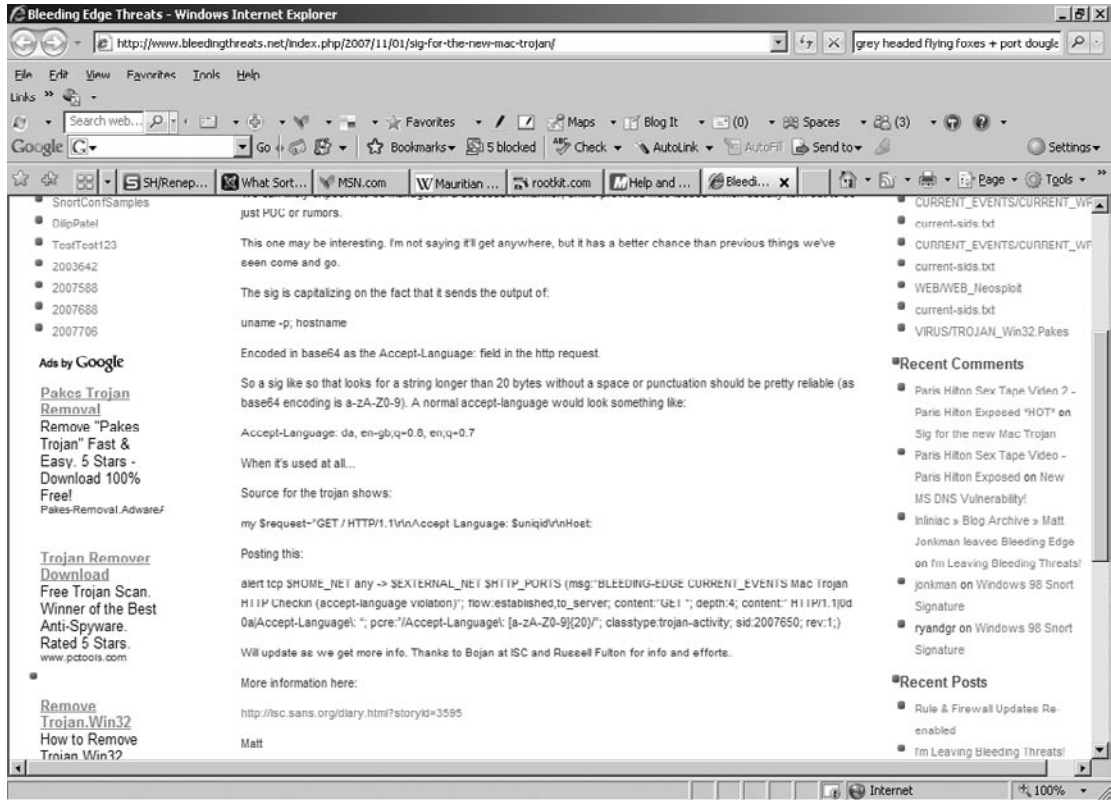 Bleeding Edge Threats - Windows Internet Explorer
http://www.bleedingthreats.net/index.php/2007/11/01/sig-for-the-new-mac-trojan/
grey headed flying foxes + port dougle
File Edit View Favorites Tools Help
Links »
Search web...
Favorites
Maps
Blog It
(0)
Spaces
(3)
Google
G
Go
Bookmarks
5 blocked
Check
AutoLink
AutoFill
Send to
Settings
SH/Renep...
What Sort...
MSN.com
Mauritian ...
rootkit.com
Help and ...
Bleedi...
Page
Tools
SnortConfSamples
DilipPatel
TestTest123
2003642
2007588
2007688
2007706
Ads by Google
Pakes Trojan
Removal
Remove "Pakes
Trojan" Fast &
Easy. 5 Stars -
Download 100%
Free!
Pakes-Removal.Adware
Trojan Remover
Download
Free Trojan Scan.
Winner of the Best
Anti-Spyware.
Rated 5 Stars.
www.pctools.com
Remove
Trojan.Win32
How to Remove
Trojan.Win32
just POC or rumors.
This one may be interesting. I'm not saying it'll get anywhere, but it has a better chance than previous things we've
seen come and go.
The sig is capitalizing on the fact that it sends the output of:
uname -p; hostname
Encoded in base64 as the Accept-Language: field in the http request.
So a sig like so that looks for a string longer than 20 bytes without a space or punctuation should be pretty reliable (as
base64 encoding is a-zA-Z0-9). A normal accept-language would look something like:
Accept-Language: da, en-gb;q=0.8, en;q=0.7
When it's used at all...
Source for the trojan shows:
my $request="GET / HTTP/1.1\r\nAccept-Language: $uniqid\r\nHost:
Posting this:
alert tcp $HOME_NET any -> $EXTERNAL_NET $HTTP_PORTS (msg:"BLEEDING-EDGE CURRENT_EVENTS Mac Trojan
HTTP Checkin (accept-language violation)"; flow:established,to_server; content:"GET "; depth:4; content:" HTTP/1.1|0d
0a|Accept-Language\: "; pcre:"/Accept-Language\: [a-zA-Z0-9]{20}/"; classtype:trojan-activity; sid:2007650; rev:1;)
Will update as we get more info. Thanks to Bojan at ISC and Russell Fulton for info and efforts.
More information here:
http://isc.sans.org/diary.html?storyid=3595
Matt
CURRENT_EVENTS/CURRENT_WF
current-sids.txt
CURRENT_EVENTS/CURRENT_WF
current-sids.txt
WEB/WEB_Neosploit
current-sids.txt
VIRUS/TROJAN_Win32.Pakes
Recent Comments
Paris Hilton Sex Tape Video 2 -
Paris Hilton Exposed *HOT* on
Sig for the new Mac Trojan
Paris Hilton Sex Tape Video -
Paris Hilton Exposed on New
MS DNS Vulnerability!
Inliniac » Blog Archive » Matt
Jonkman leaves Bleeding Edge
on I'm Leaving Bleeding Threats!
jonkman on Windows 98 Snort
Signature
ryandgr on Windows 98 Snort
Signature
Recent Posts
Rule & Firewall Updates Re-
enabled
I'm Leaving Bleeding Threats!
Internet
100%